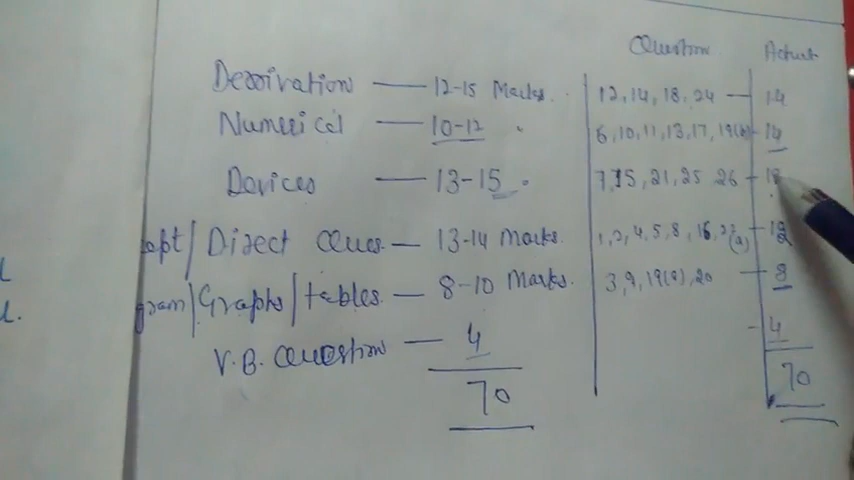 Question Actual
Derivation — 12-15 Marks. 12, 14, 18, 24 — 14
Numerical — 10-12 " 6, 10, 11, 13, 17, 19(b) - 14
Devices — 13-15 " 7, 15, 21, 25 26 - 18
ept/Direct Ques — 13-14 Marks. 1, 2, 4, 5, 8, 16, (a) - 12
gram/Graphs/tables — 8-10 Marks. 3, 9, 19(a), 20 — 8
V.B. Question — 4 - 4
70 70